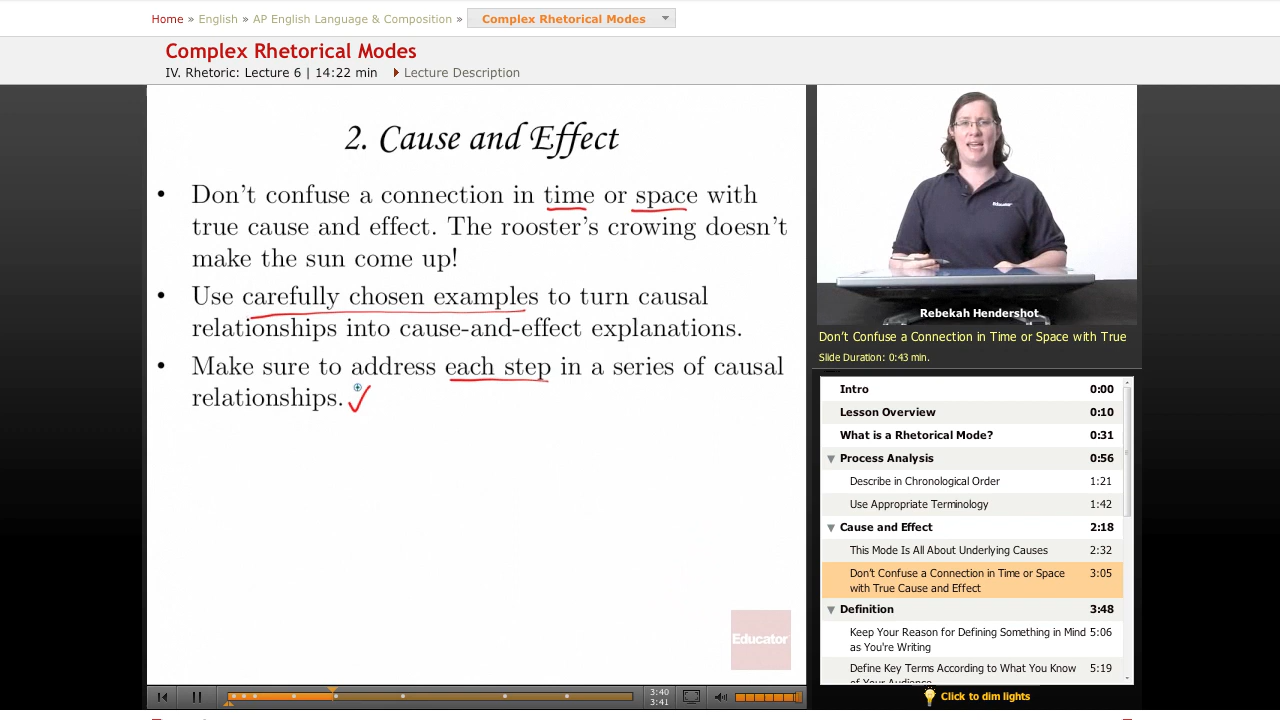 Home » English » AP English Language & Composition » Complex Rhetorical Modes
Complex Rhetorical Modes
IV. Rhetoric: Lecture 6 | 14:22 min Lecture Description
2. Cause and Effect
• Don't confuse a connection in time or space with
true cause and effect. The rooster's crowing doesn't
make the sun come up!
• Use carefully chosen examples to turn causal
relationships into cause-and-effect explanations.
• Make sure to address each step in a series of causal
relationships.
Educator
3:40
3:41
Educator
Rebekah Hendershot
Don't Confuse a Connection in Time or Space with True
Slide Duration: 0:43 min.
Intro 0:00
Lesson Overview 0:10
What is a Rhetorical Mode? 0:31
Process Analysis 0:56
Describe in Chronological Order 1:21
Use Appropriate Terminology 1:42
Cause and Effect 2:18
This Mode Is All About Underlying Causes 2:32
Don't Confuse a Connection in Time or Space 3:05
with True Cause and Effect
Definition 3:48
Keep Your Reason for Defining Something in Mind 5:06
as You're Writing
Define Key Terms According to What You Know 5:19
of Your Audience
Click to dim lights